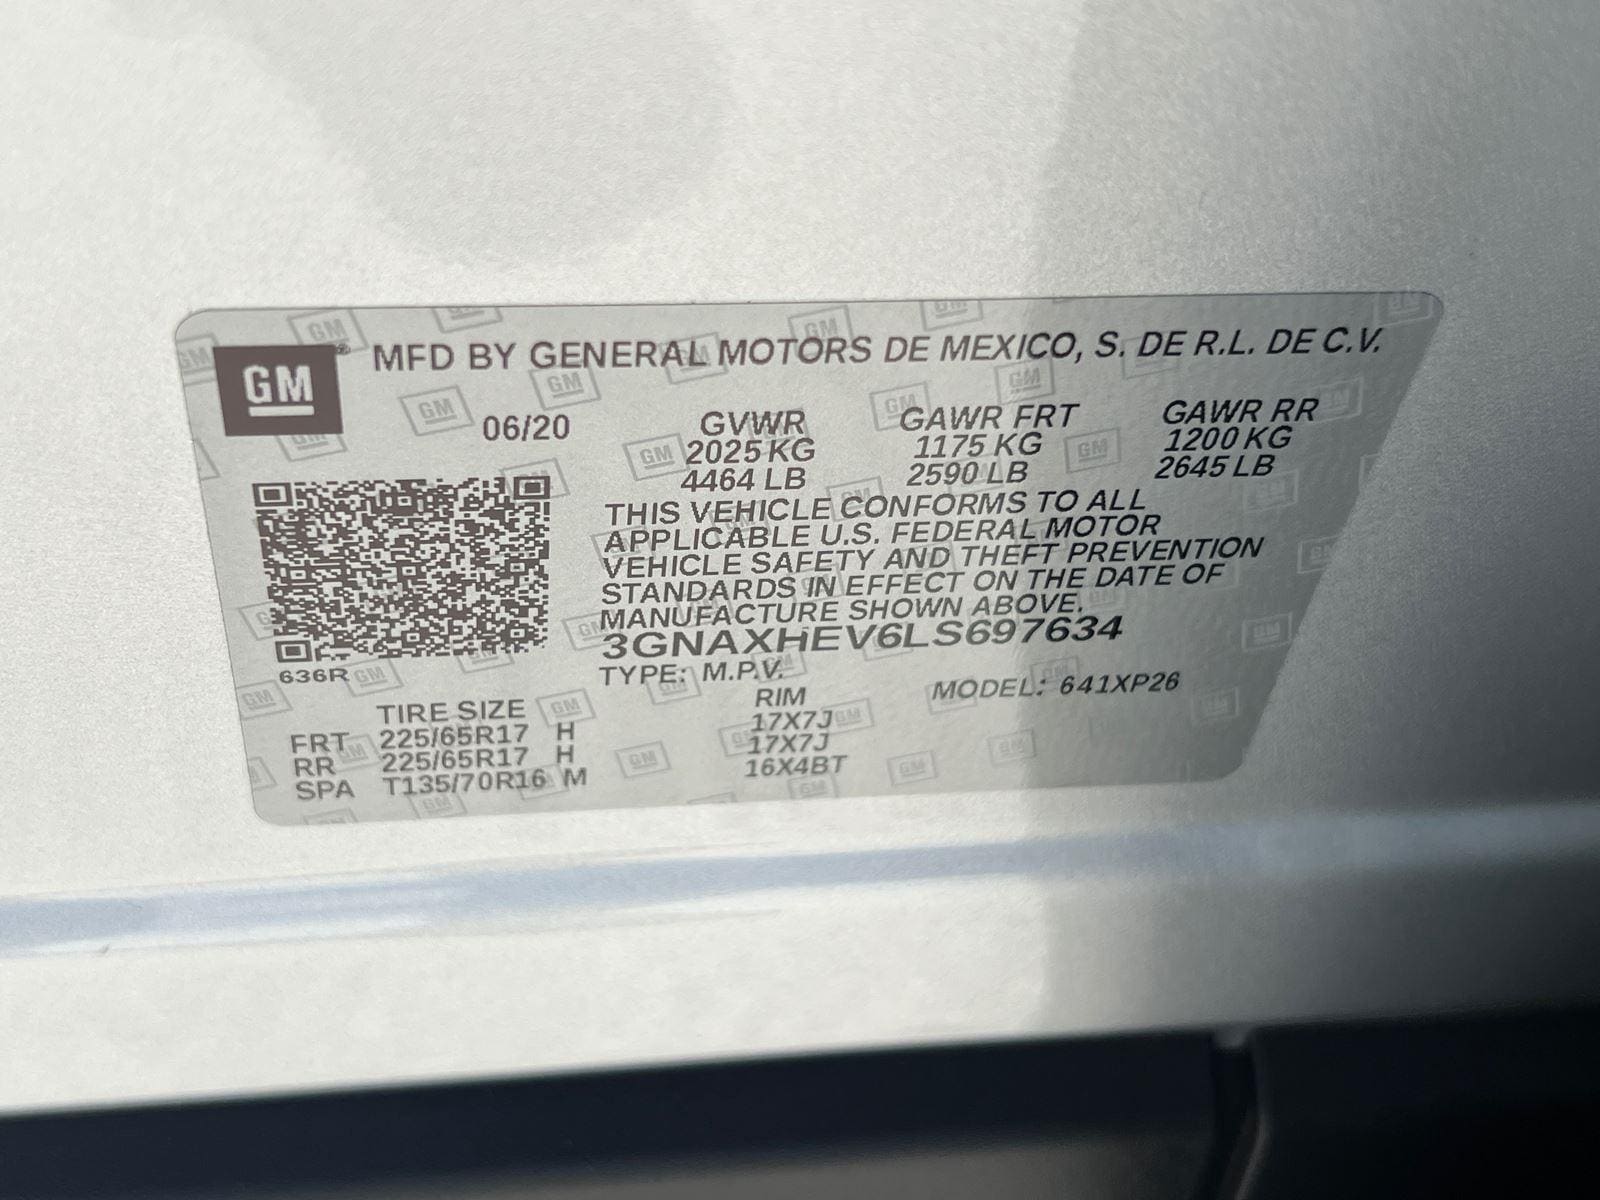 GM MFD BY GENERAL MOTORS DE MEXICO, S. DE R.L. DE C.V.
06/20 GVWR GAWR FRT GAWR RR
2025 KG 1175 KG 1200 KG
4464 LB 2590 LB 2645 LB
THIS VEHICLE CONFORMS TO ALL
APPLICABLE U.S. FEDERAL MOTOR
VEHICLE SAFETY AND THEFT PREVENTION
STANDARDS IN EFFECT ON THE DATE OF
MANUFACTURE SHOWN ABOVE.
3GNAXHEV6LS697634
636R TYPE: M.P.V. MODEL: 641XP26
TIRE SIZE RIM
FRT 225/65R17 H 17X7J
RR 225/65R17 H 17X7J
SPA T135/70R16 M 16X4BT